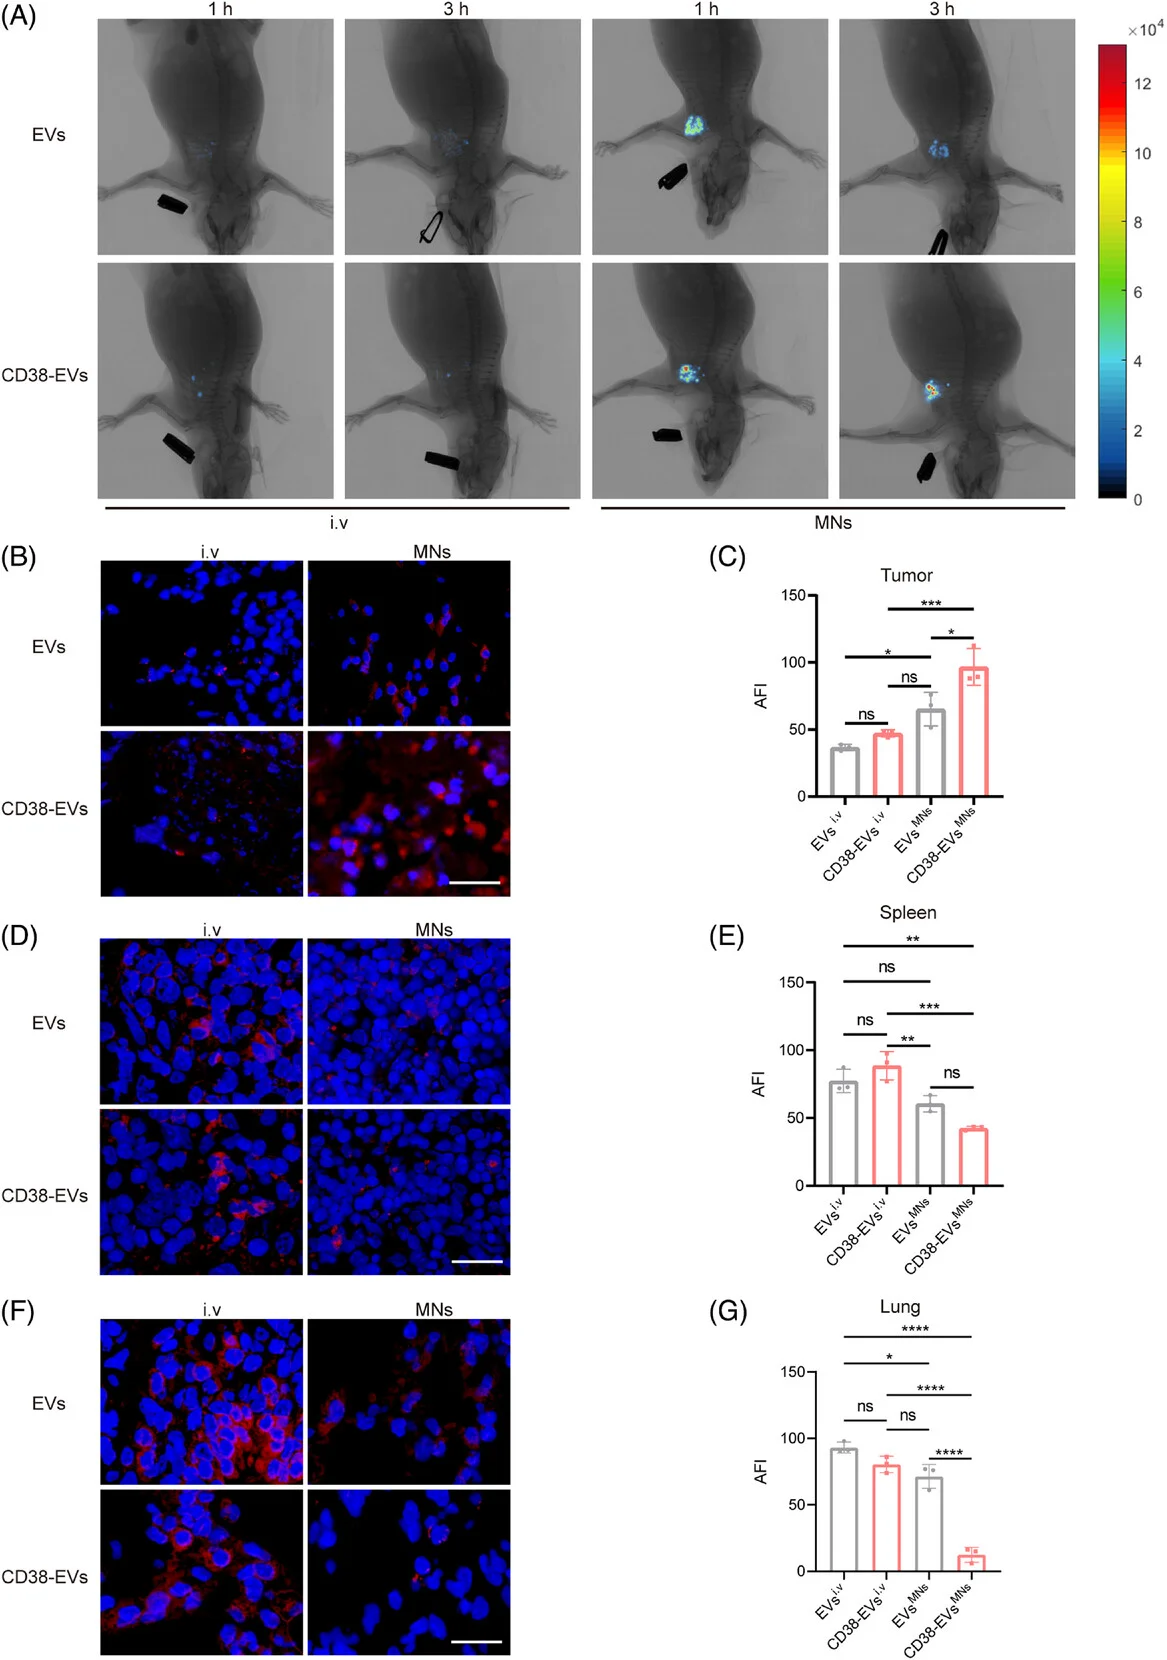 (A)
1 h 3 h 1 h 3 h
×10⁴
EVs
CD38-EVs
12
10
8
6
4
2
0
i.v MNs
(B)
i.v MNs
EVs
CD38-EVs
(C)
Tumor
AFI
150
100
50
0
***
*
*
ns
ns
EVs i.v
CD38-EVs i.v
EVs MNs
CD38-EVs MNs
(D)
i.v MNs
EVs
CD38-EVs
(E)
Spleen
AFI
150
100
50
0
**
ns
***
ns
**
ns
EVs i.v
CD38-EVs i.v
EVs MNs
CD38-EVs MNs
(F)
i.v MNs
EVs
CD38-EVs
(G)
Lung
AFI
150
100
50
0
****
*
****
ns
ns
****
EVs i.v
CD38-EVs i.v
EVs MNs
CD38-EVs MNs